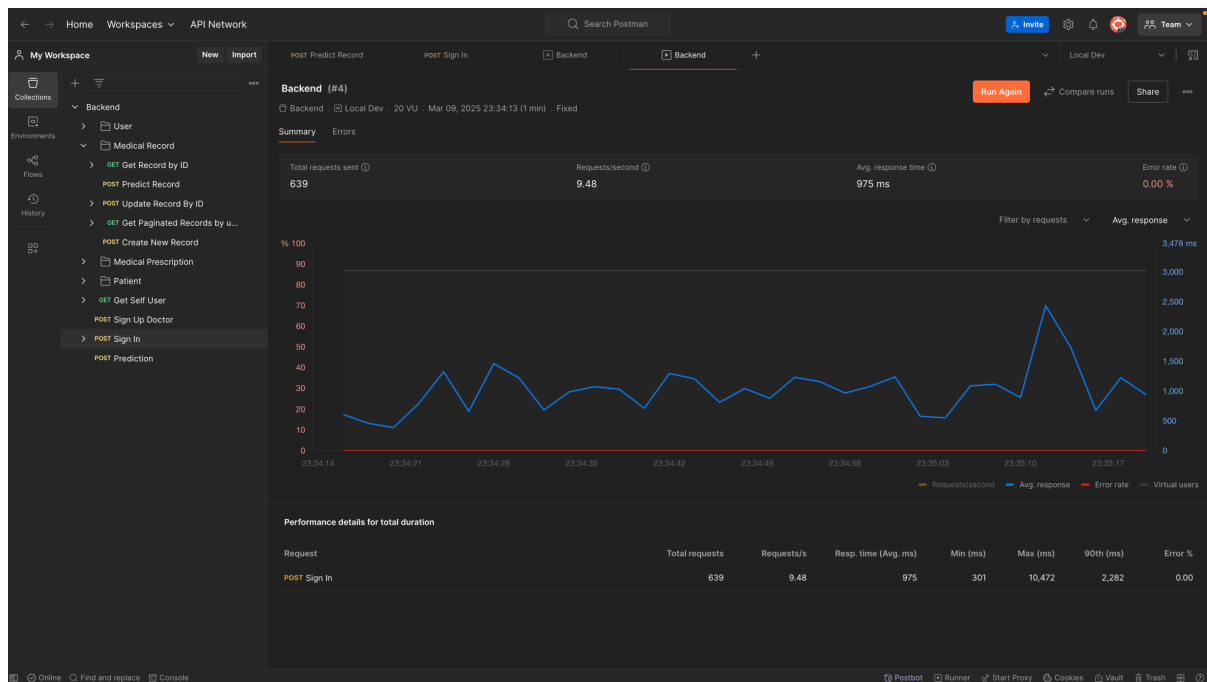 Home Workspaces API Network Search Postman Invite Team
My Workspace New Import POST Predict Record POST Sign In Backend Backend Local Dev
Collections
Environments
Flows
History
Backend
User
Medical Record
GET Get Record by ID
POST Predict Record
POST Update Record By ID
GET Get Paginated Records by u...
POST Create New Record
Medical Prescription
Patient
GET Get Self User
POST Sign Up Doctor
POST Sign In
POST Prediction
Backend (#4) Run Again Compare runs Share
Backend . Local Dev . 20 VU . Mar 09, 2025 23:34:13 (1 min) . Fixed
Summary Errors
Total requests sent Requests/second Avg. response time Error rate
639 9.48 975 ms 0.00 %
Filter by requests Avg. response
% 100 3,478 ms
90 3,000
80
70 2,500
60 2,000
50
40 1,500
30 1,000
20
10 500
0 0
23:34:14 23:34:21 23:34:28 23:34:35 23:34:42 23:34:49 23:34:56 23:35:03 23:35:10 23:35:17
Requests/second Avg. response Error rate Virtual users
Performance details for total duration
Request Total requests Requests/s Resp. time (Avg. ms) Min (ms) Max (ms) 90th (ms) Error %
POST Sign In 639 9.48 975 301 10,472 2,282 0.00
Online Find and replace Console Postbot Runner Start Proxy Cookies Vault Trash